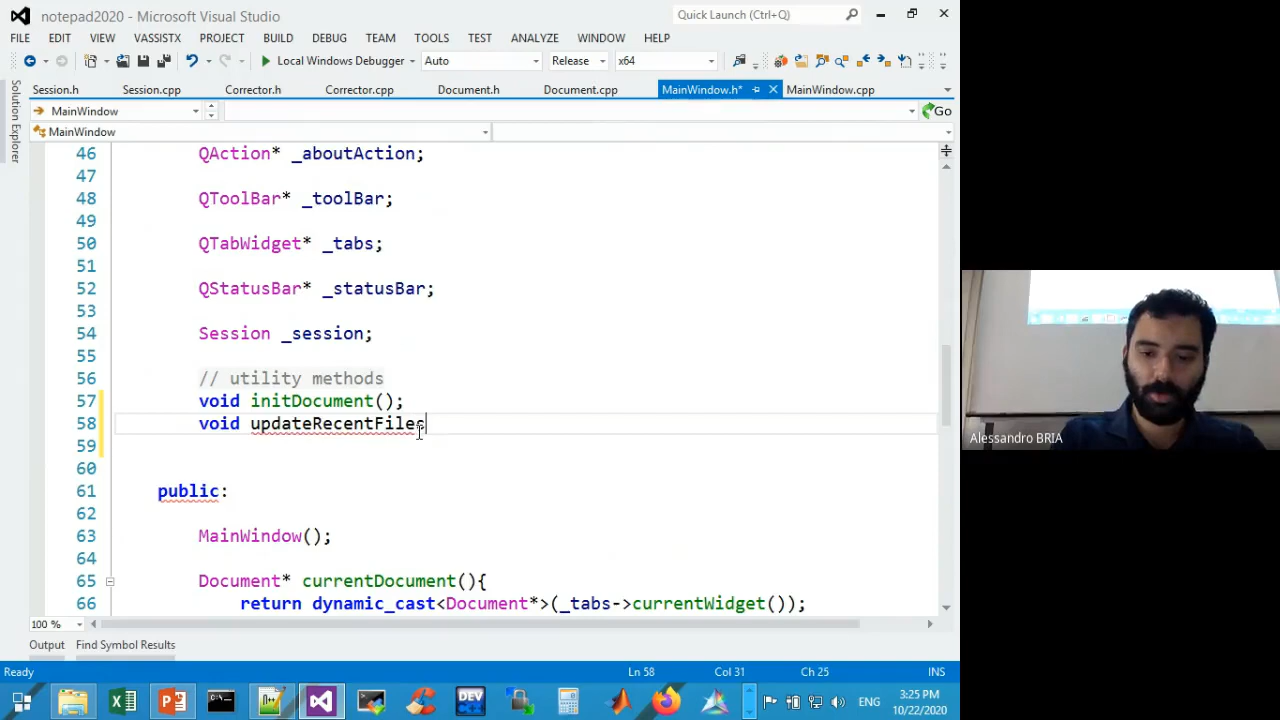 notepad2020 - Microsoft Visual Studio
Quick Launch (Ctrl+Q)
FILE EDIT VIEW VASSISTX PROJECT BUILD DEBUG TEAM TOOLS TEST ANALYZE WINDOW HELP
Local Windows Debugger Auto Release x64
Session.h Session.cpp Corrector.h Corrector.cpp Document.h Document.cpp MainWindow.h* MainWindow.cpp
MainWindow Go
MainWindow
Solution Explorer
46 QAction* _aboutAction;
47
48 QToolBar* _toolBar;
49
50 QTabWidget* _tabs;
51
52 QStatusBar* _statusBar;
53
54 Session _session;
55
56 // utility methods
57 void initDocument();
58 void updateRecentFiles
59
60
61 public:
62
63 MainWindow();
64
65 Document* currentDocument(){
66 return dynamic_cast<Document*>(_tabs->currentWidget());
100 %
Output Find Symbol Results
Ready Ln 58 Col 31 Ch 25 INS
DEV
ENG
3:25 PM
10/22/2020
Alessandro BRIA